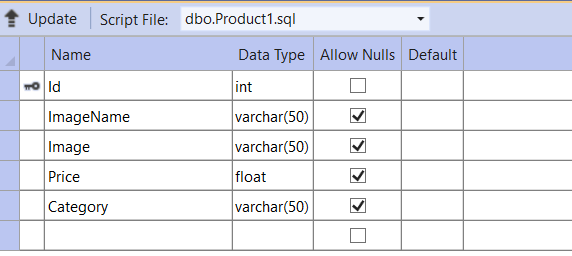 Update Script File: dbo.Product1.sql
Name Data Type Allow Nulls Default
Id int
ImageName varchar(50)
Image varchar(50)
Price float
Category varchar(50)